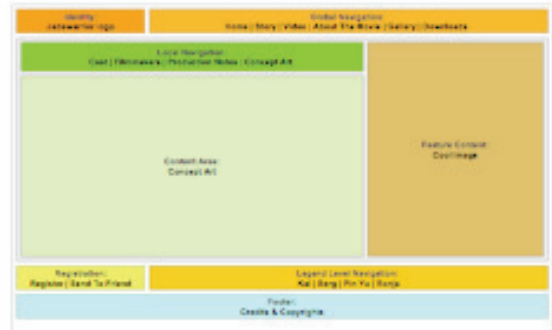 Identity:
Jadewarrior logo
Global Navigation:
Home | Story | Video | About The Movie | Gallery | Downloads
Local Navigation:
Cast | Filmmakers | Production Notes | Concept Art
Content Area:
Concept Art
Feature Content:
Cool Image
Registration:
Register | Send To Friend
Legend Level Navigation:
Kai | Berg | Pin Yu | Ronja
Footer:
Credits & Copyrights